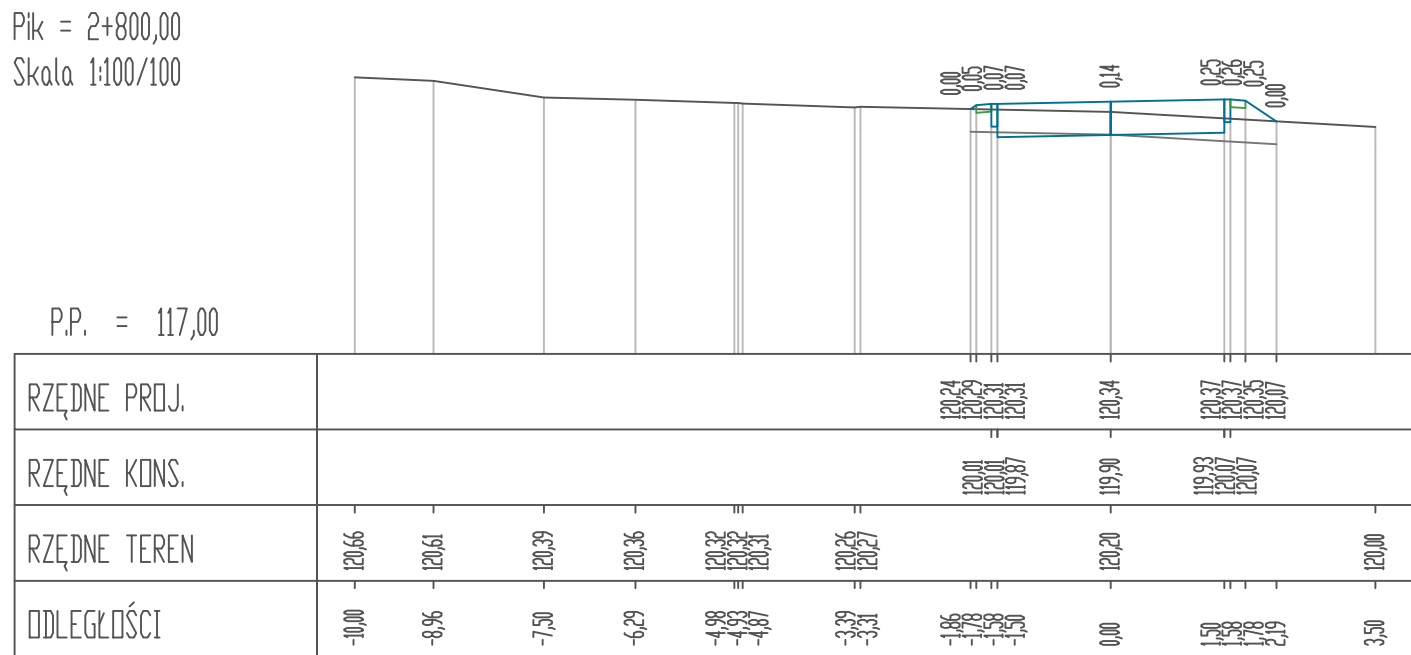 Pik = 2+800,00
Skala 1:100/100
0,00 0,05 0,07 0,07 0,14 0,25 0,26 0,25 0,00
P.P. = 117,00
RZĘDNE PROJ. 120,24 120,29 120,31 120,31 120,34 120,37 120,37 120,35 120,07
RZĘDNE KONS. 120,01 120,01 119,87 119,90 119,93 120,07 120,07
RZĘDNE TEREN 120,66 120,61 120,39 120,36 120,32 120,32 120,31 120,26 120,27 120,20 120,00
ODLEGŁOŚCI -10,00 -8,96 -7,50 -6,29 -4,98 -4,93 -4,87 -3,39 -3,31 -1,86 -1,78 -1,58 -1,50 0,00 1,50 1,58 1,78 2,19 3,50